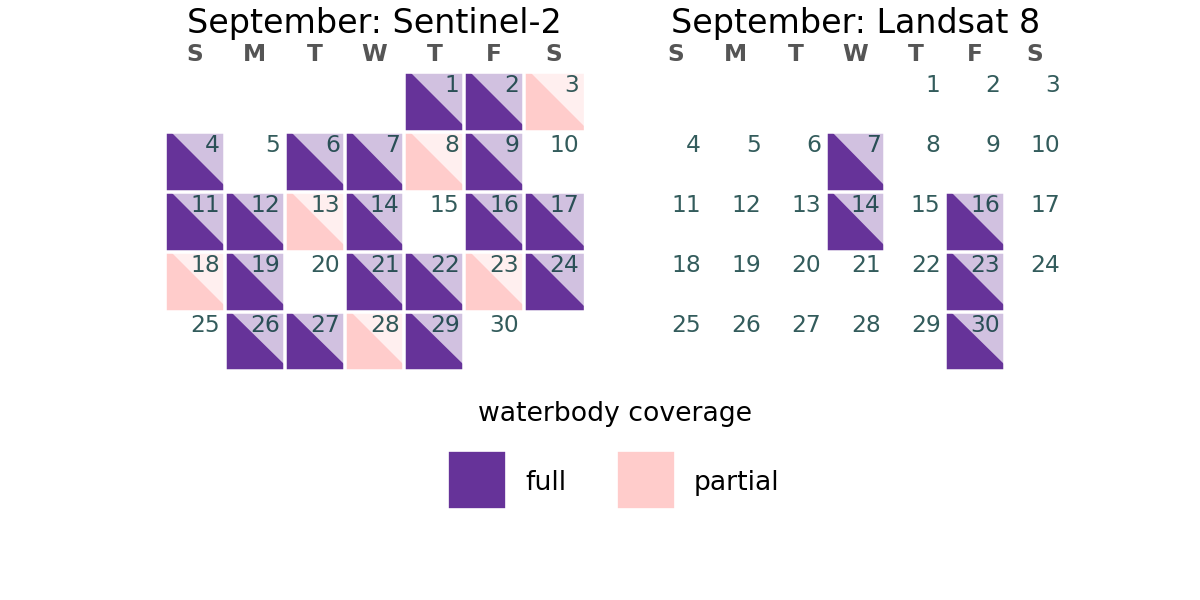 September: Sentinel-2
S M T W T F S
1 2 3
4 5 6 7 8 9 10
11 12 13 14 15 16 17
18 19 20 21 22 23 24
25 26 27 28 29 30
September: Landsat 8
S M T W T F S
1 2 3
4 5 6 7 8 9 10
11 12 13 14 15 16 17
18 19 20 21 22 23 24
25 26 27 28 29 30
waterbody coverage
full partial